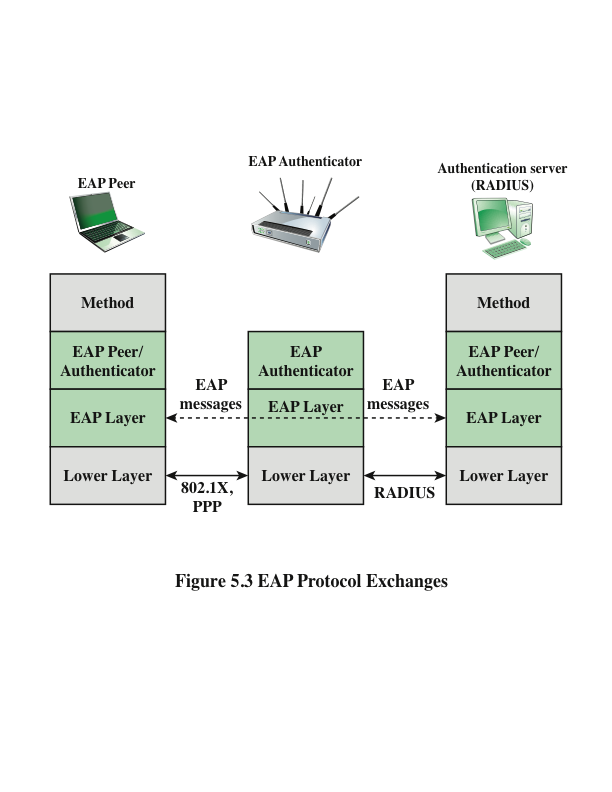 EAP Authenticator
EAP Peer
Authentication server
(RADIUS)
Method
Method
EAP Peer/
Authenticator
EAP
Authenticator
EAP Peer/
Authenticator
EAP
messages
EAP
messages
EAP Layer
EAP Layer
EAP Layer
Lower Layer
Lower Layer
Lower Layer
802.1X,
PPP
RADIUS
Figure 5.3 EAP Protocol Exchanges